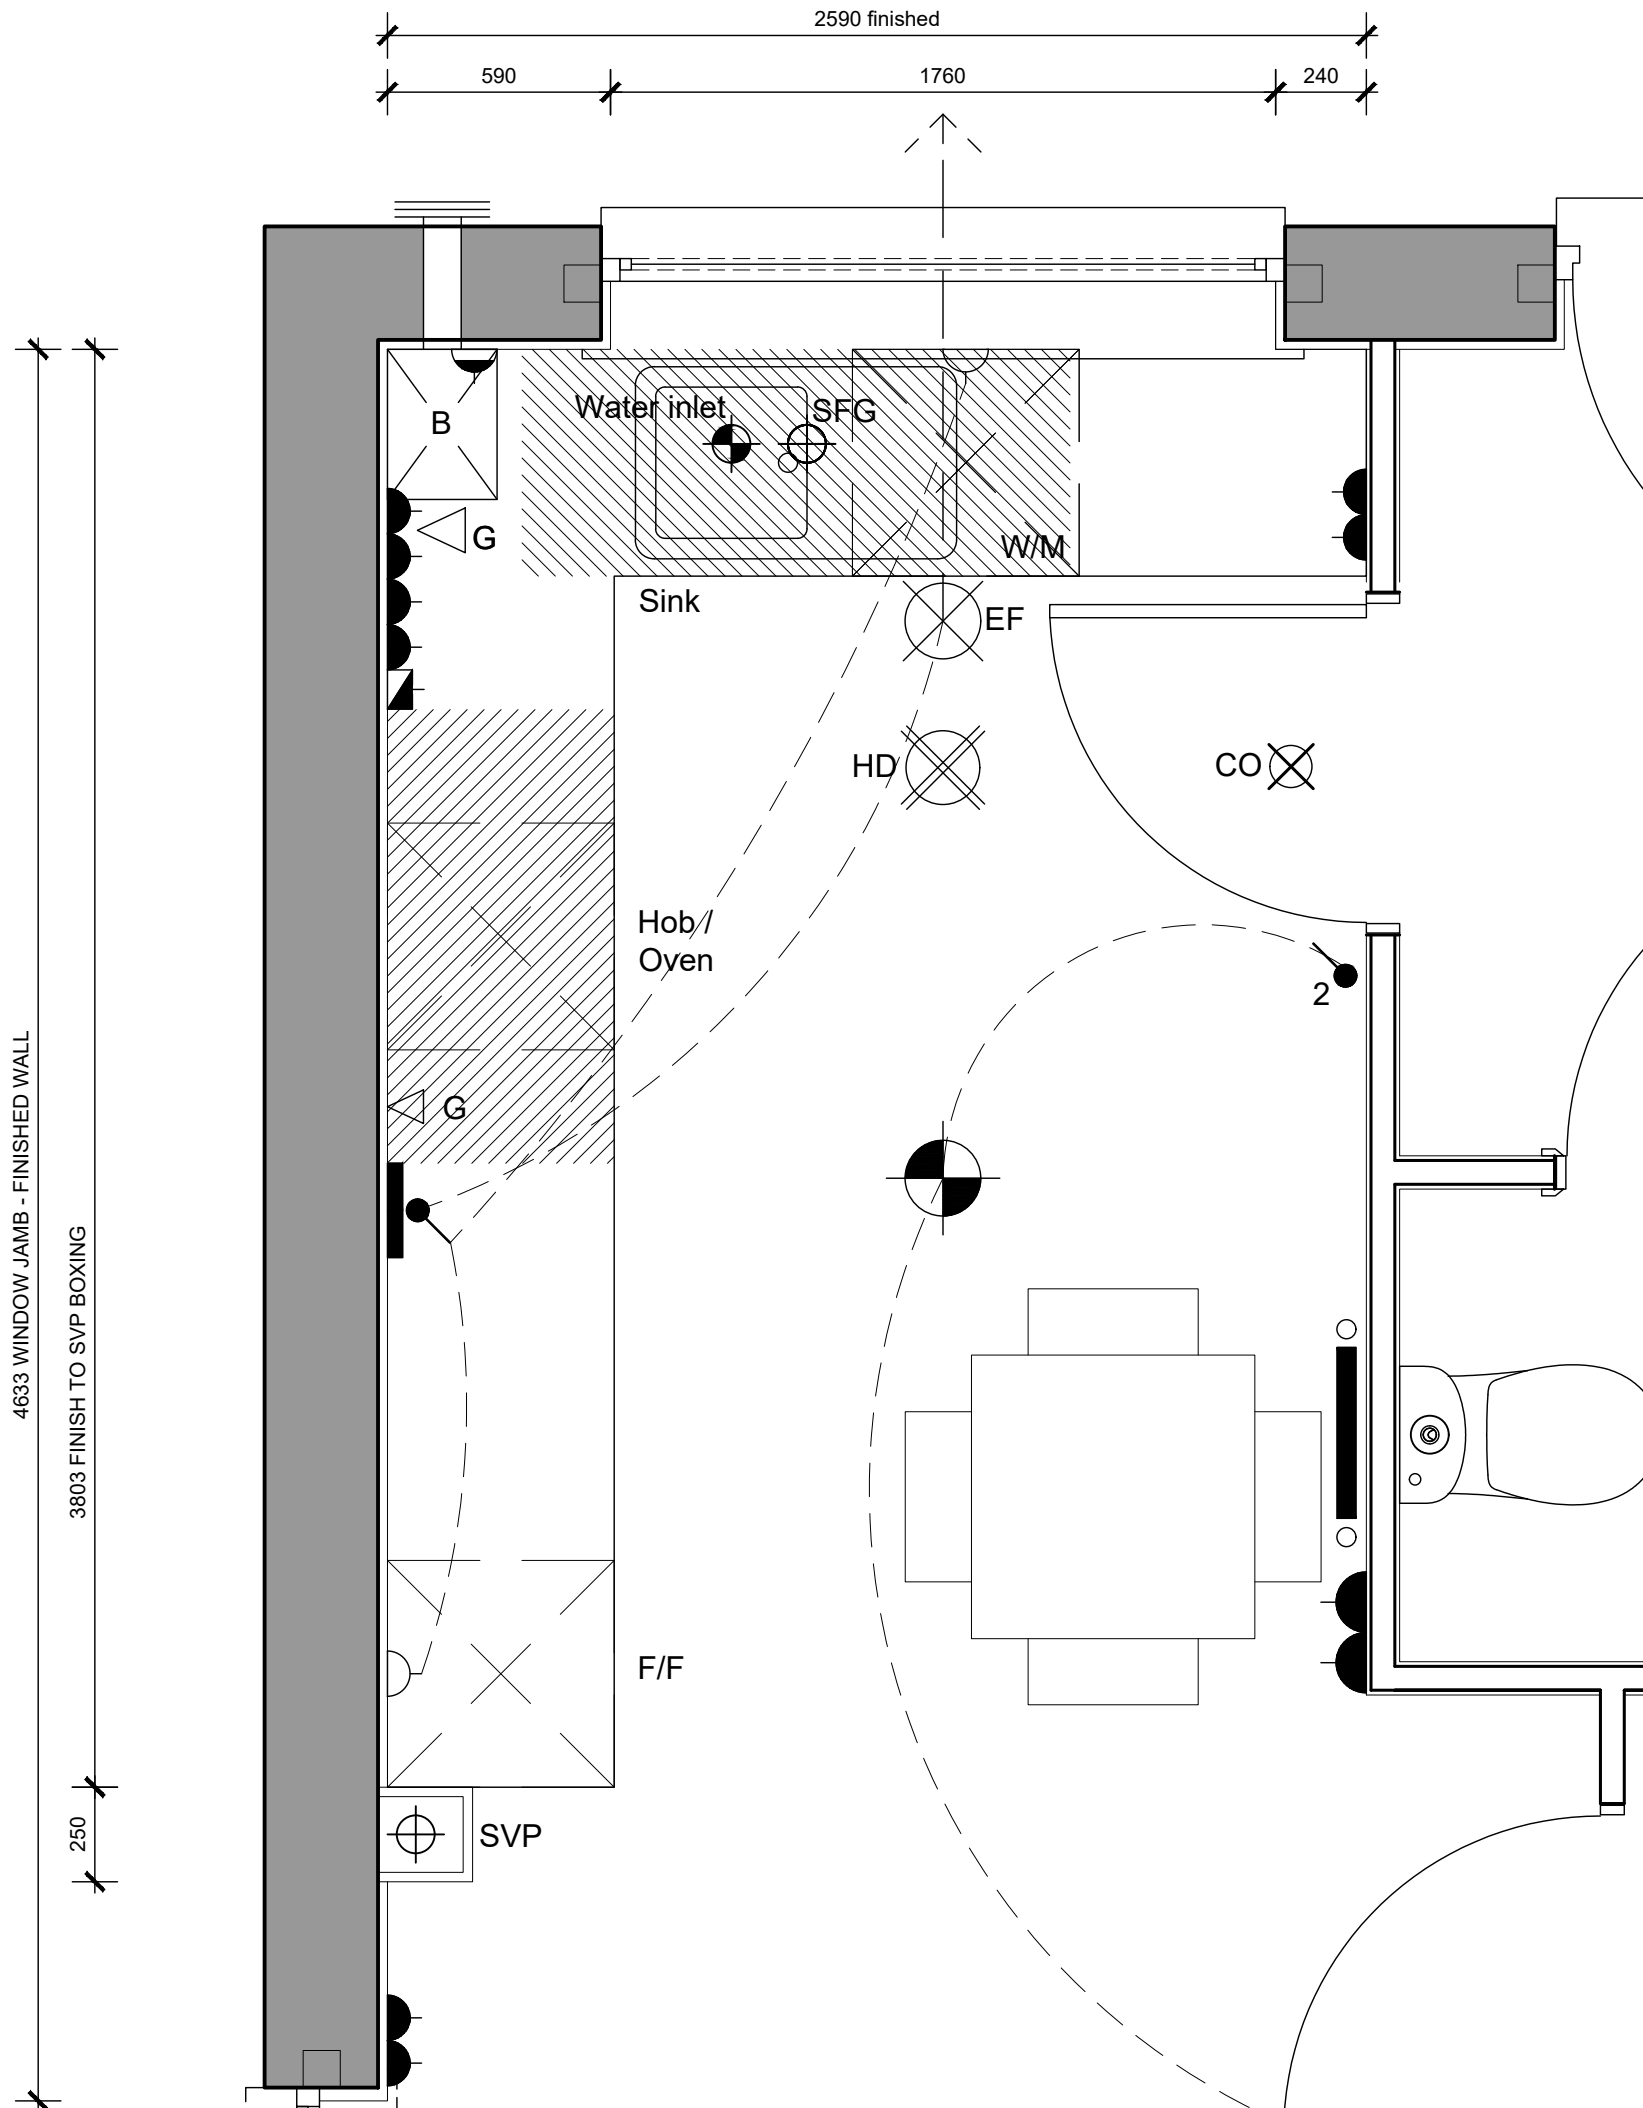 2590 finished
590
1760
240
Water inlet
SFG
B
G
W/M
Sink
EF
HD
CO
Hob /
Oven
2
G
4633 WINDOW JAMB - FINISHED WALL
3803 FINISH TO SVP BOXING
F/F
250
SVP